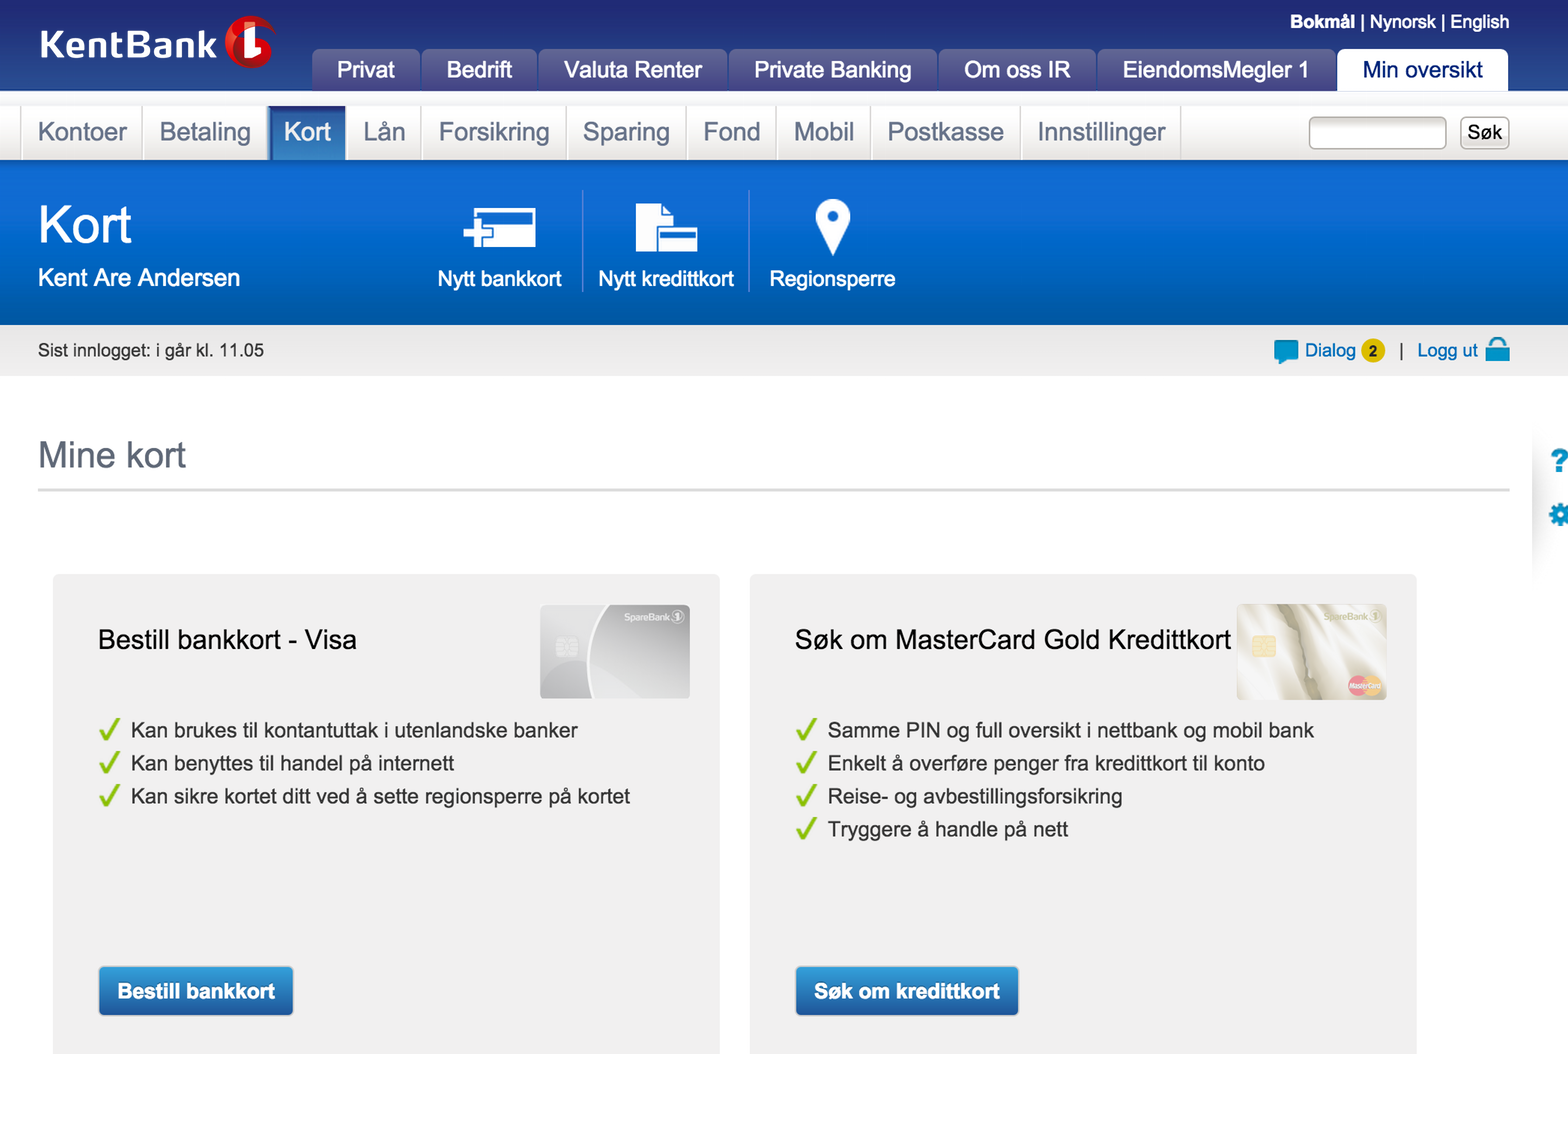 Bokmål | Nynorsk | English
KentBank
Privat
Bedrift
Valuta Renter
Private Banking
Om oss IR
EiendomsMegler 1
Min oversikt
Kontoer
Betaling
Kort
Lån
Forsikring
Sparing
Fond
Mobil
Postkasse
Innstillinger
Søk
Kort
Kent Are Andersen
Nytt bankkort
Nytt kredittkort
Regionsperre
Sist innlogget: i går kl. 11.05
Dialog 2 | Logg ut
Mine kort
?
Bestill bankkort - Visa
SpareBank 1
Kan brukes til kontantuttak i utenlandske banker
Kan benyttes til handel på internett
Kan sikre kortet ditt ved å sette regionsperre på kortet
Bestill bankkort
Søk om MasterCard Gold Kredittkort
SpareBank 1
MasterCard
Samme PIN og full oversikt i nettbank og mobil bank
Enkelt å overføre penger fra kredittkort til konto
Reise- og avbestillingsforsikring
Tryggere å handle på nett
Søk om kredittkort